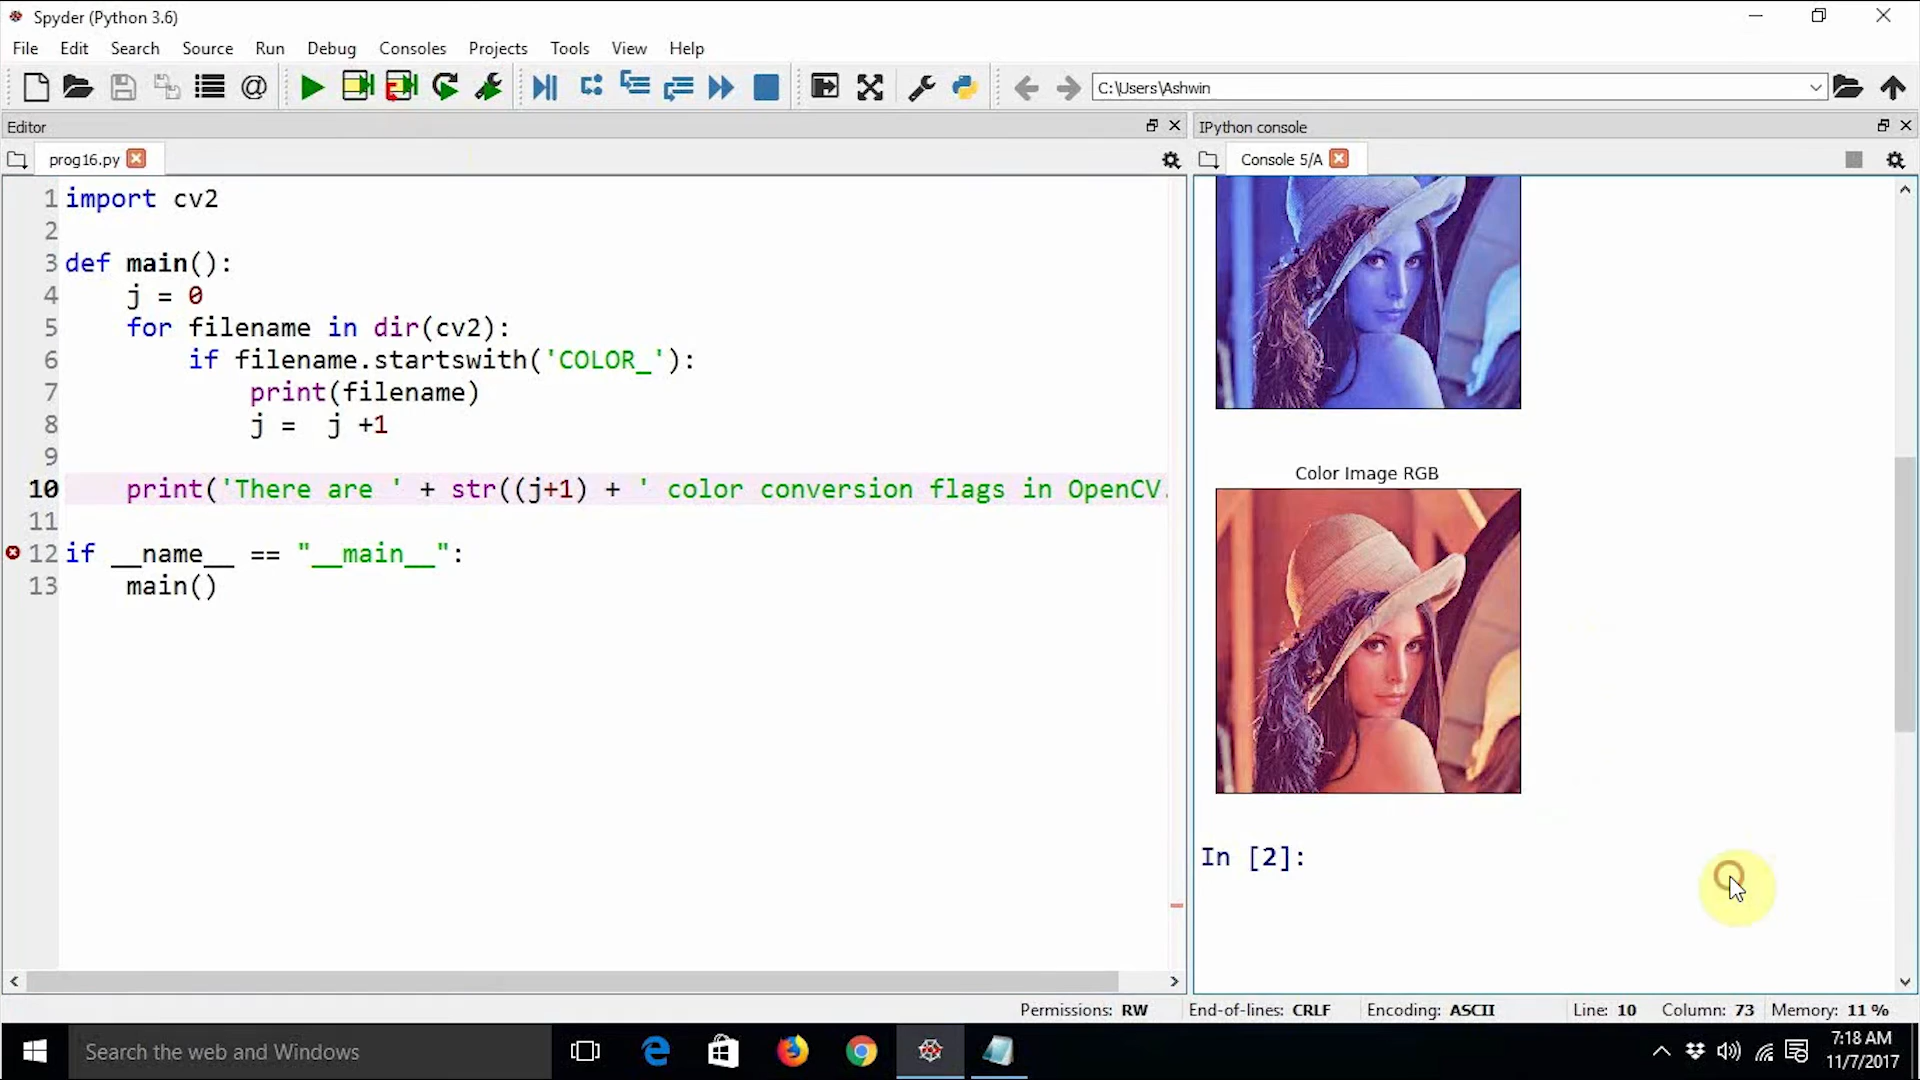 Spyder (Python 3.6)
File Edit Search Source Run Debug Consoles Projects Tools View Help
C:\Users\Ashwin
Editor
prog16.py
1 import cv2
2
3 def main():
4     j = 0
5     for filename in dir(cv2):
6         if filename.startswith('COLOR_'):
7             print(filename)
8             j =  j +1
9
10     print('There are ' + str((j+1) + ' color conversion flags in OpenCV.
11
12 if __name__ == "__main__":
13     main()
IPython console
Console 5/A
Color Image RGB
In [2]:
Permissions: RW End-of-lines: CRLF Encoding: ASCII Line: 10 Column: 73 Memory: 11 %
Search the web and Windows
7:18 AM
11/7/2017